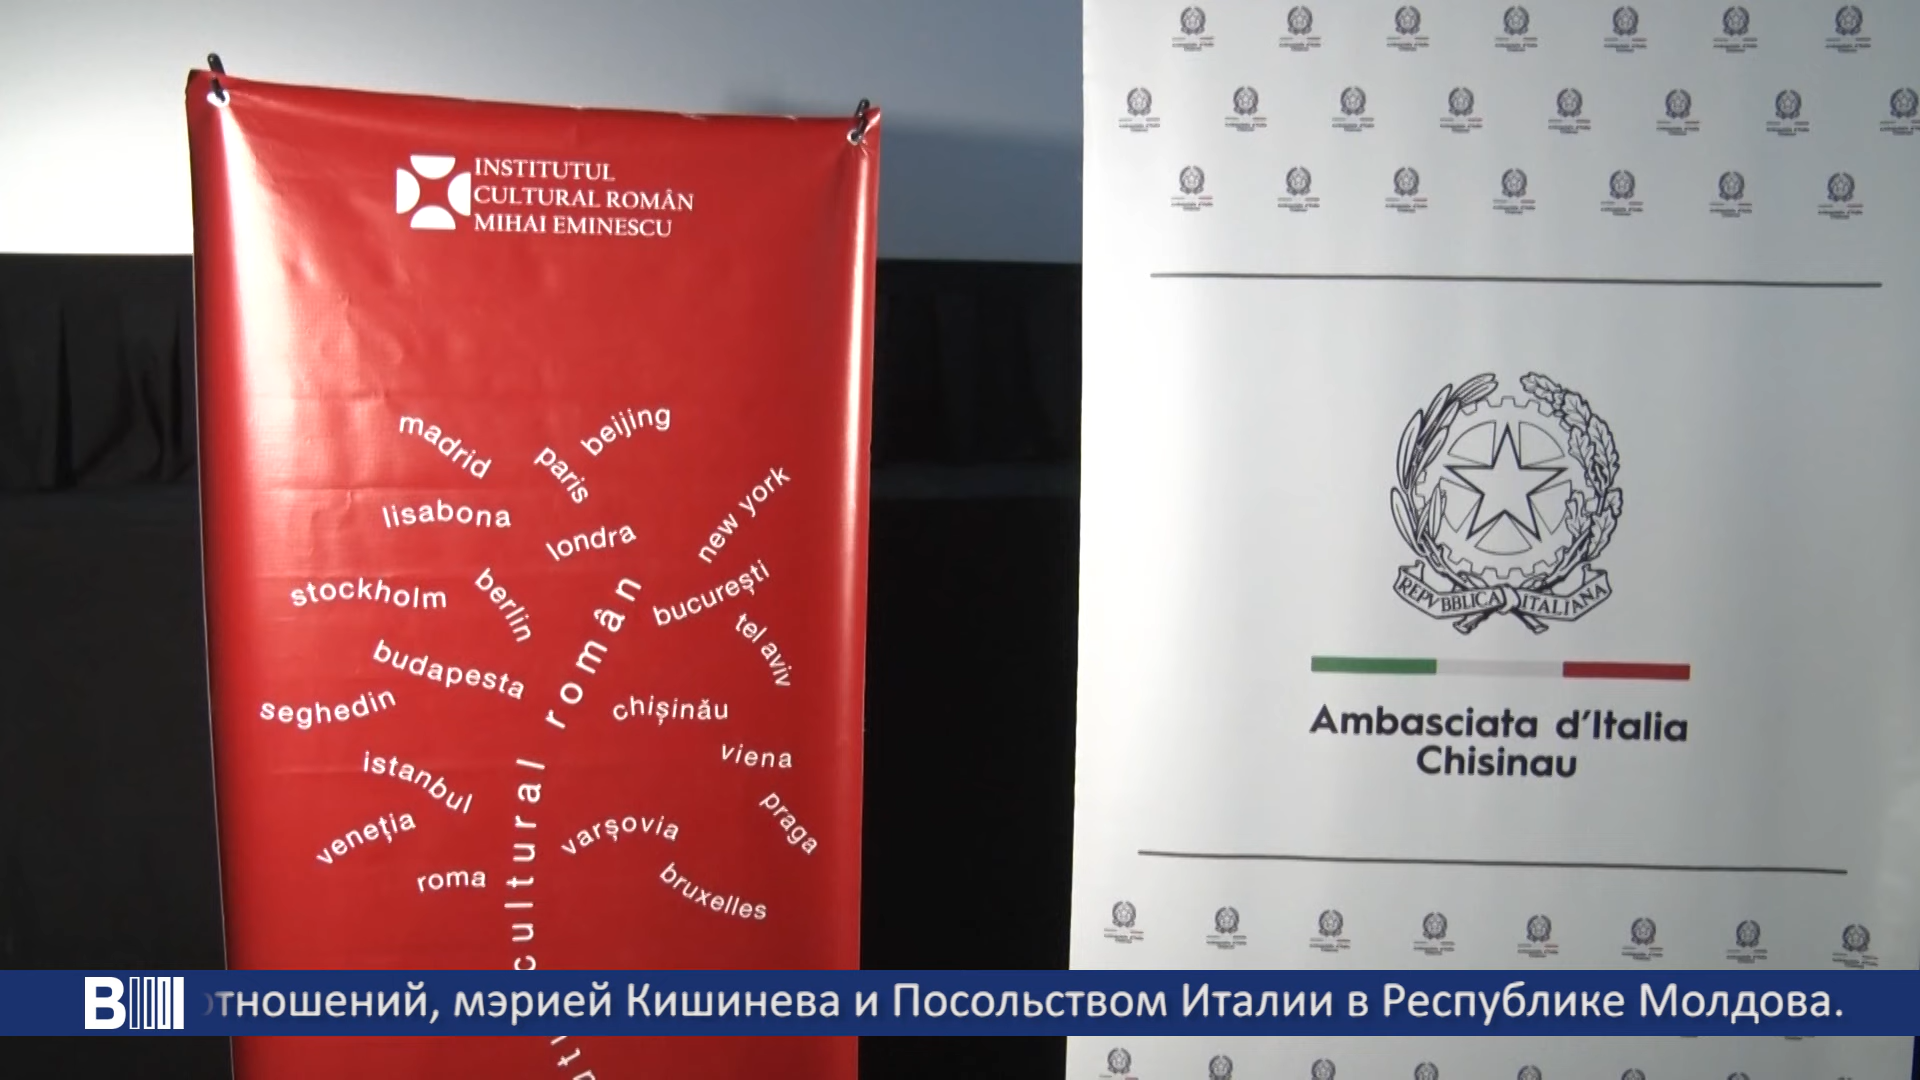 INSTITUTUL
CULTURAL ROMÂN
MIHAI EMINESCU
madrid
paris
beijing
lisabona
londra
new york
stockholm
berlin
bucurești
tel aviv
budapesta
seghedin
chișinău
viena
istanbul
veneția
varșovia
praga
roma
bruxelles
cultural român
REPVBBLICA ITALIANA
Ambasciata d'Italia
Chisinau
отношений, мэрией Кишинева и Посольством Италии в Республике Молдова.